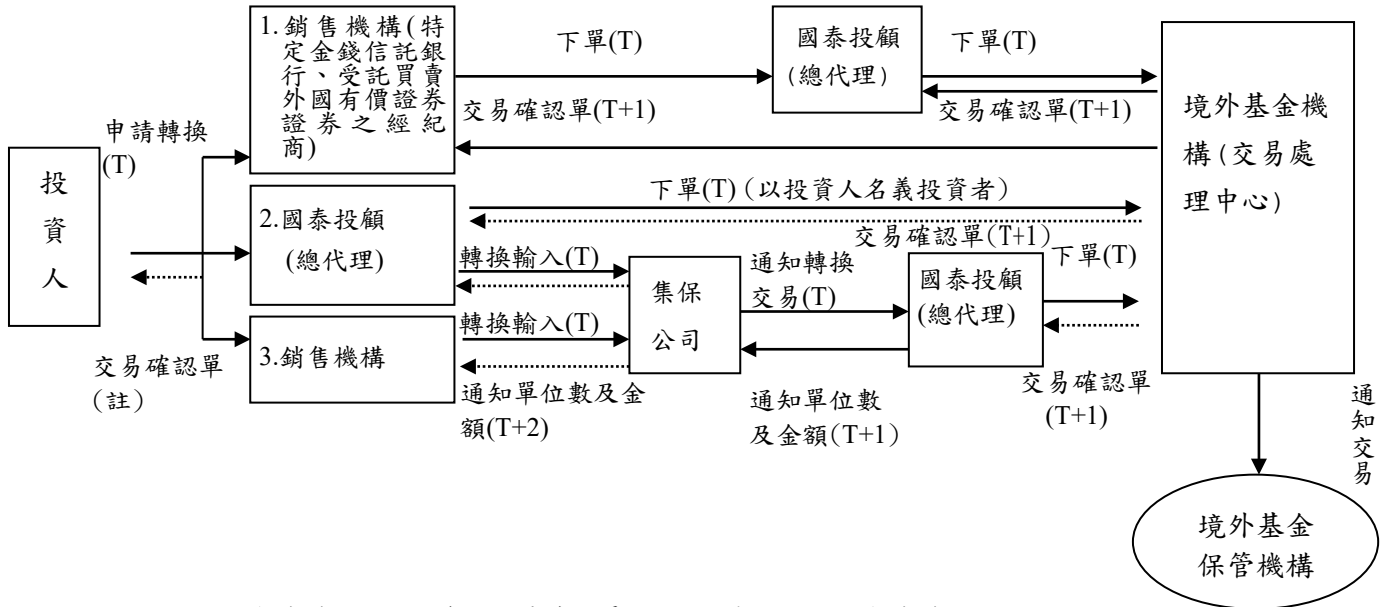 1.銷售機構(特
定金錢信託銀
行、受託買賣
外國有價證券
證券之經紀
商)
下單(T)
國泰投顧
(總代理)
下單(T)
交易確認單(T+1)
交易確認單(T+1)
境外基金機
構(交易處
理中心)
申請轉換
(T)
投
資
人
下單(T)(以投資人名義投資者)
交易確認單(T+1)
2.國泰投顧
(總代理)
轉換輸入(T)
通知轉換
交易(T)
下單(T)
國泰投顧
(總代理)
集保
公司
轉換輸入(T)
3.銷售機構
交易確認單
(註)
通知單位數及金
額(T+2)
通知單位數
及金額(T+1)
交易確認單
(T+1)
通
知
交
易
境外基金
保管機構